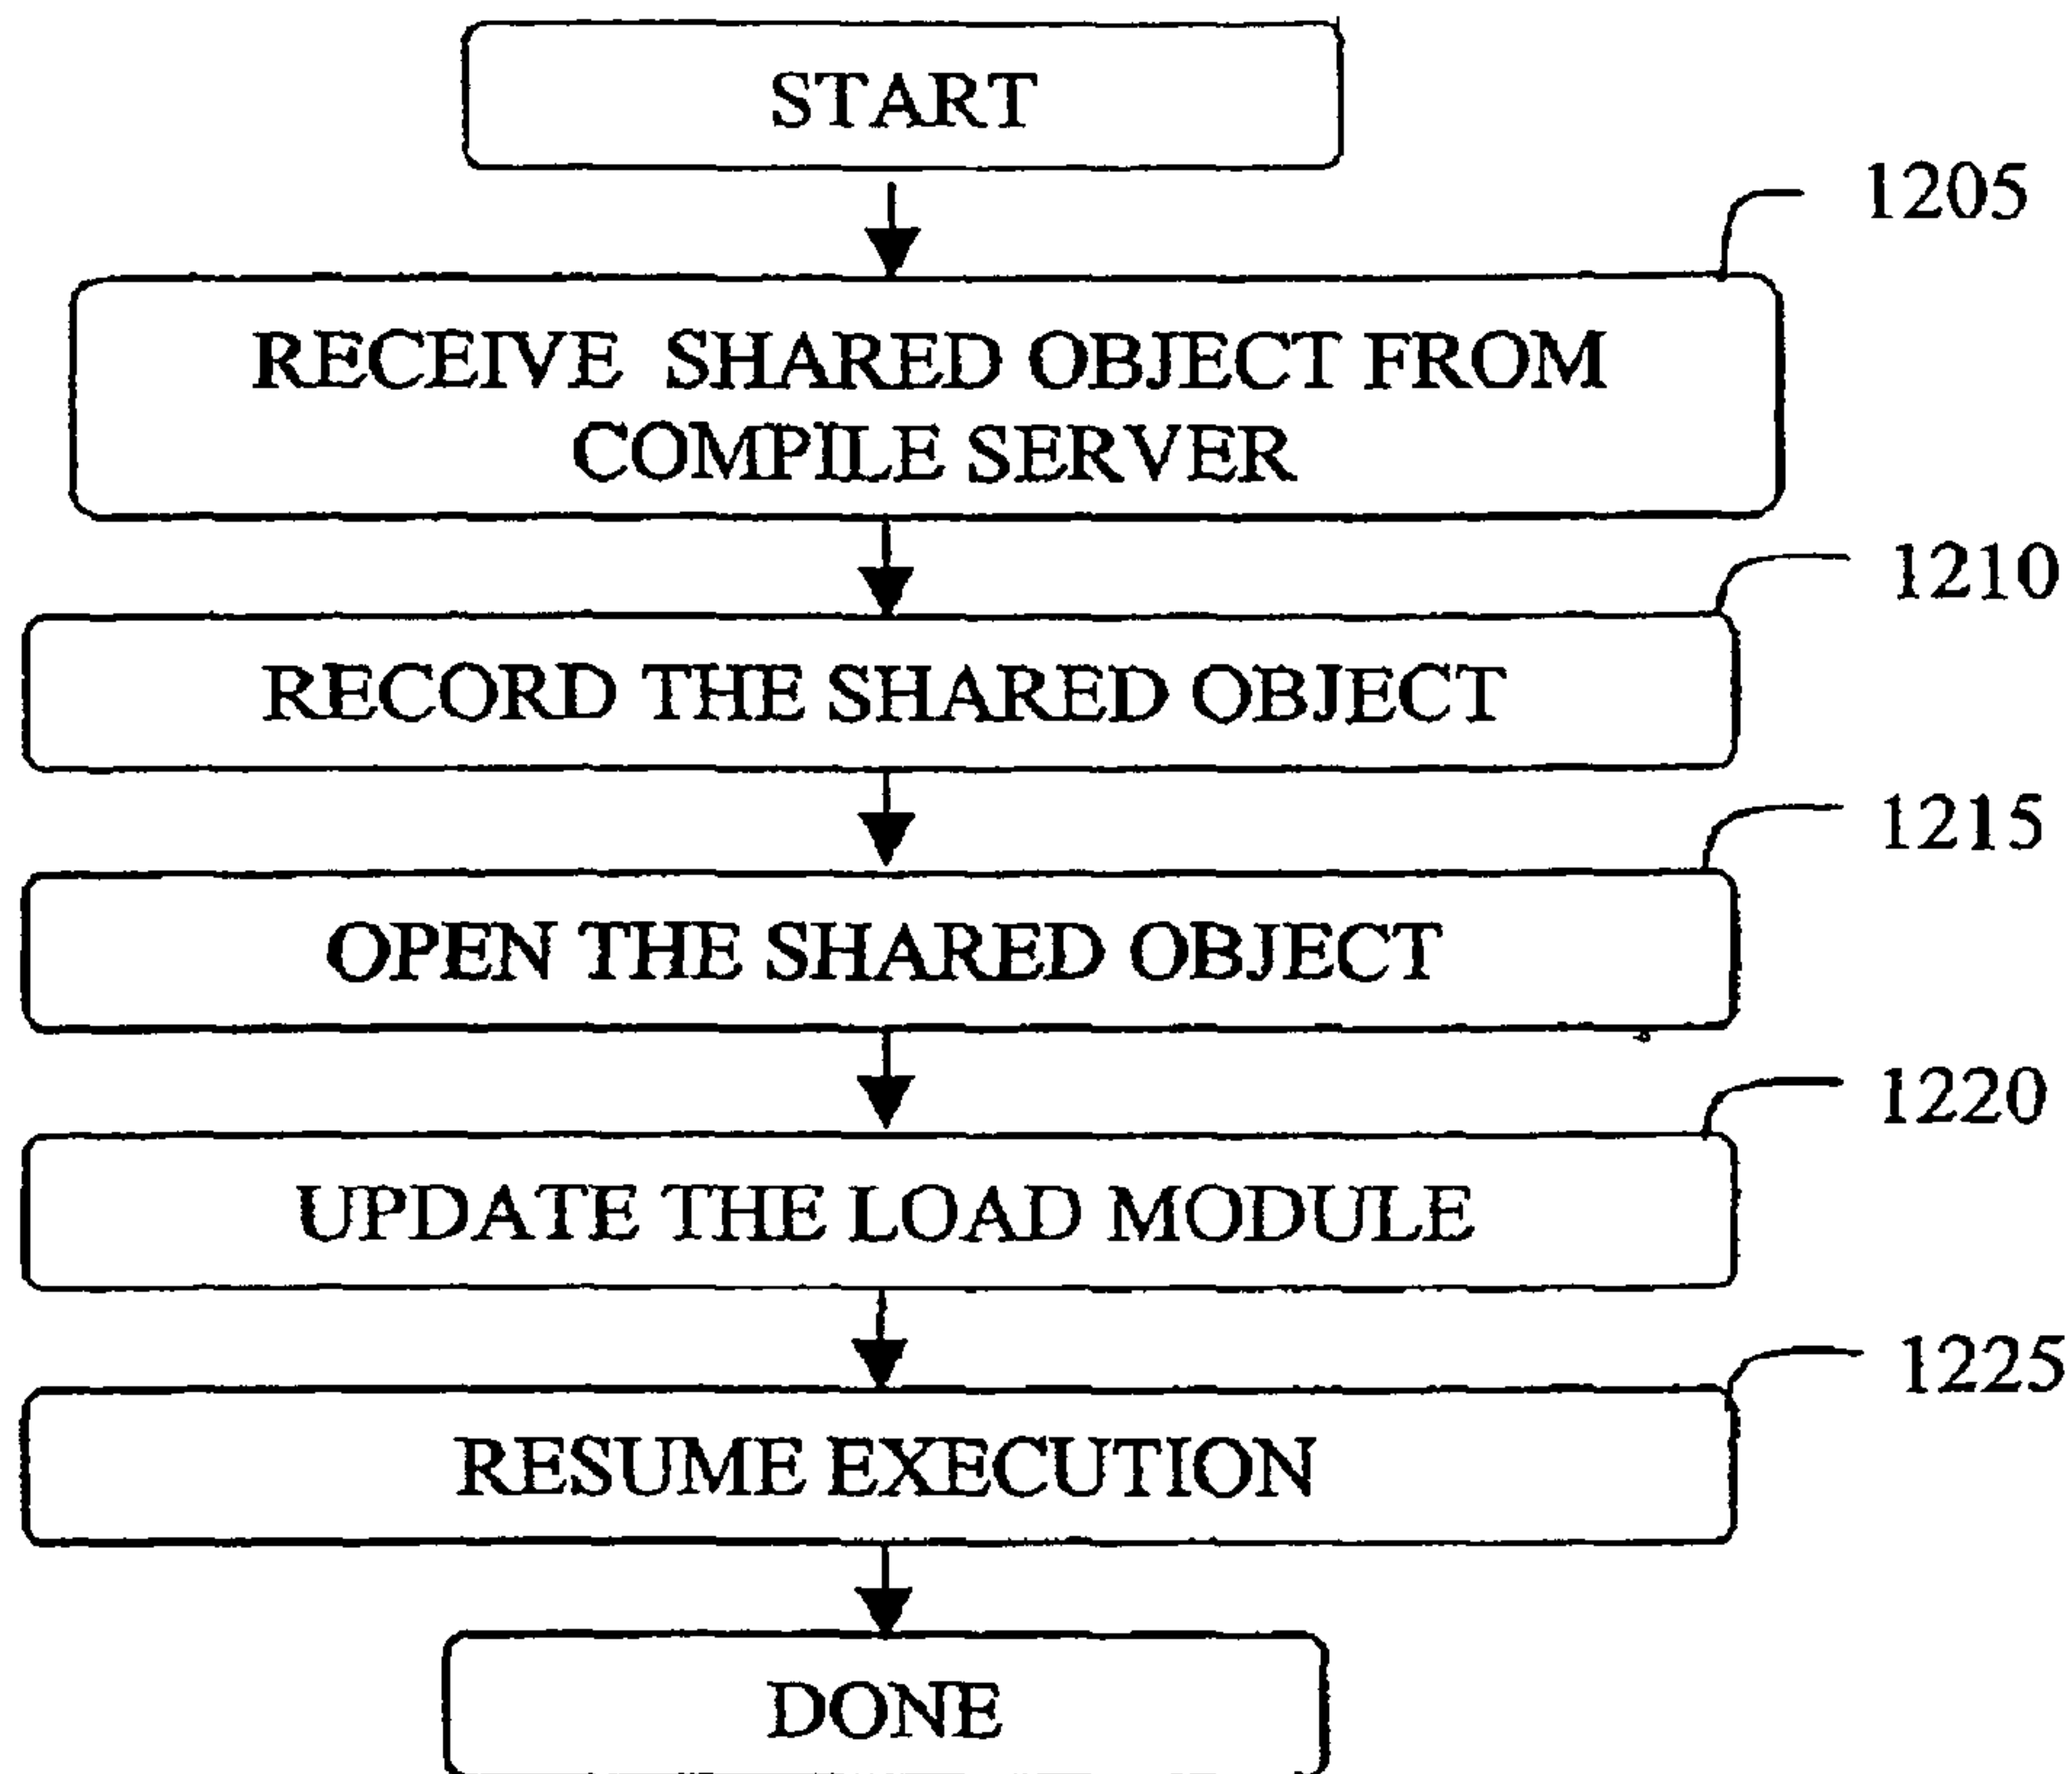 START
1205
RECEIVE SHARED OBJECT FROM
COMPILE SERVER
1210
RECORD THE SHARED OBJECT
1215
OPEN THE SHARED OBJECT
1220
UPDATE THE LOAD MODULE
1225
RESUME EXECUTION
DONE